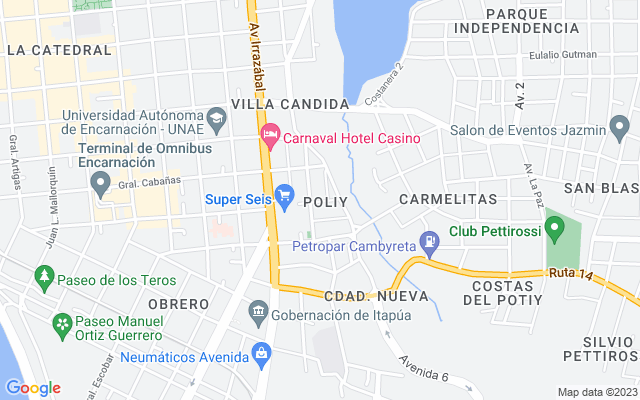 PARQUE
INDEPENDENCIA
LA CATEDRAL
Av. Irrazábal
Eulalio Gutman
Costanera 2
Av. 2
VILLA CANDIDA
Universidad Autónoma
de Encarnación - UNAE
Carnaval Hotel Casino
Salon de Eventos Jazmin
Terminal de Omnibus
Encarnación
Gral. Artigas
Juan L. Mallorquín
Gral. Cabañas
Av. La Paz
SAN BLAS
Super Seis
POLIY
CARMELITAS
Club Pettirossi
Petropar Cambyreta
Ruta 14
Paseo de los Teros
COSTAS
DEL POTIY
OBRERO
CDAD. NUEVA
Gobernación de Itapúa
Paseo Manuel
Ortiz Guerrero
SILVIO
PETTIROS
Neumáticos Avenida
Avenida 6
Gral. Escobar
Google
Map data ©2023